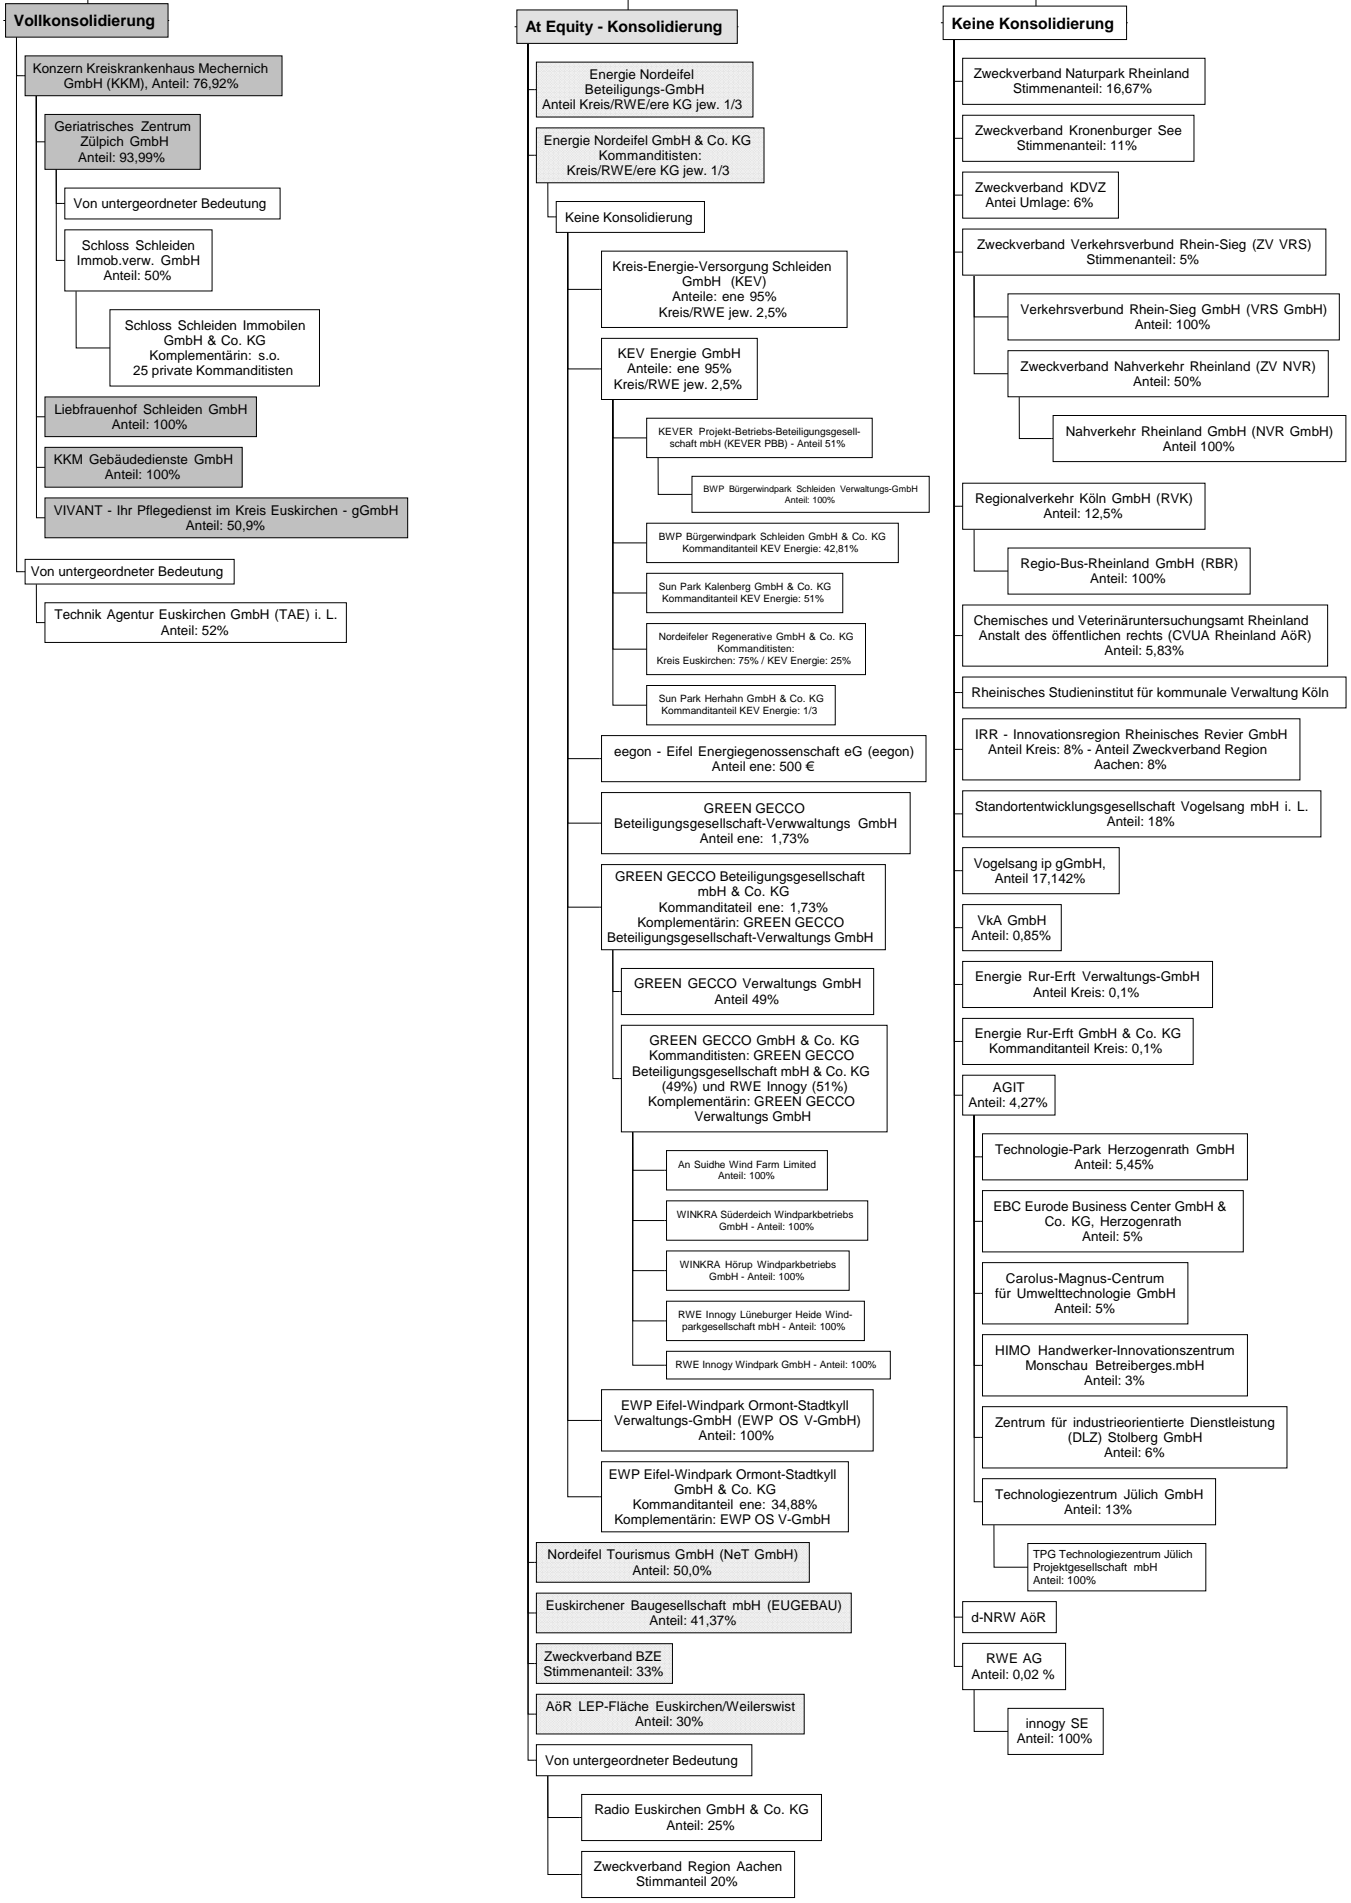 Vollkonsolidierung
Konzern Kreiskrankenhaus Mechernich
GmbH (KKM), Anteil: 76,92%
Geriatrisches Zentrum
Zülpich GmbH
Anteil: 93,99%
Von untergeordneter Bedeutung
Schloss Schleiden
Immob.verw. GmbH
Anteil: 50%
Schloss Schleiden Immobilen
GmbH & Co. KG
Komplementärin: s.o.
25 private Kommanditisten
Liebfrauenhof Schleiden GmbH
Anteil: 100%
KKM Gebäudedienste GmbH
Anteil: 100%
VIVANT - Ihr Pflegedienst im Kreis Euskirchen - gGmbH
Anteil: 50,9%
Von untergeordneter Bedeutung
Technik Agentur Euskirchen GmbH (TAE) i. L.
Anteil: 52%
At Equity - Konsolidierung
Energie Nordeifel
Beteiligungs-GmbH
Anteil Kreis/RWE/ere KG jew. 1/3
Energie Nordeifel GmbH & Co. KG
Kommanditisten:
Kreis/RWE/ere KG jew. 1/3
Keine Konsolidierung
Kreis-Energie-Versorgung Schleiden
GmbH (KEV)
Anteile: ene 95%
Kreis/RWE jew. 2,5%
KEV Energie GmbH
Anteile: ene 95%
Kreis/RWE jew. 2,5%
KEVER Projekt-Betriebs-Beteiligungsgesell-
schaft mbH (KEVER PBB) - Anteil 51%
BWP Bürgerwindpark Schleiden Verwaltungs-GmbH
Anteil: 100%
BWP Bürgerwindpark Schleiden GmbH & Co. KG
Kommanditanteil KEV Energie: 42,81%
Sun Park Kalenberg GmbH & Co. KG
Kommanditanteil KEV Energie: 51%
Nordeifeler Regenerative GmbH & Co. KG
Kommanditisten:
Kreis Euskirchen: 75% / KEV Energie: 25%
Sun Park Herhahn GmbH & Co. KG
Kommanditanteil KEV Energie: 1/3
eegon - Eifel Energiegenossenschaft eG (eegon)
Anteil ene: 500 €
GREEN GECCO
Beteiligungsgesellschaft-Verwwaltungs GmbH
Anteil ene: 1,73%
GREEN GECCO Beteiligungsgesellschaft
mbH & Co. KG
Kommanditateil ene: 1,73%
Komplementärin: GREEN GECCO
Beteiligungsgesellschaft-Verwaltungs GmbH
GREEN GECCO Verwaltungs GmbH
Anteil 49%
GREEN GECCO GmbH & Co. KG
Kommanditisten: GREEN GECCO
Beteiligungsgesellschaft mbH & Co. KG
(49%) und RWE Innogy (51%)
Komplementärin: GREEN GECCO
Verwaltungs GmbH
An Suidhe Wind Farm Limited
Anteil: 100%
WINKRA Süderdeich Windparkbetriebs
GmbH - Anteil: 100%
WINKRA Hörup Windparkbetriebs
GmbH - Anteil: 100%
RWE Innogy Lüneburger Heide Wind-
parkgesellschaft mbH - Anteil: 100%
RWE Innogy Windpark GmbH - Anteil: 100%
EWP Eifel-Windpark Ormont-Stadtkyll
Verwaltungs-GmbH (EWP OS V-GmbH)
Anteil: 100%
EWP Eifel-Windpark Ormont-Stadtkyll
GmbH & Co. KG
Kommanditanteil ene: 34,88%
Komplementärin: EWP OS V-GmbH
Nordeifel Tourismus GmbH (NeT GmbH)
Anteil: 50,0%
Euskirchener Baugesellschaft mbH (EUGEBAU)
Anteil: 41,37%
Zweckverband BZE
Stimmenanteil: 33%
AöR LEP-Fläche Euskirchen/Weilerswist
Anteil: 30%
Von untergeordneter Bedeutung
Radio Euskirchen GmbH & Co. KG
Anteil: 25%
Zweckverband Region Aachen
Stimmanteil 20%
Keine Konsolidierung
Zweckverband Naturpark Rheinland
Stimmenanteil: 16,67%
Zweckverband Kronenburger See
Stimmenanteil: 11%
Zweckverband KDVZ
Antei Umlage: 6%
Zweckverband Verkehrsverbund Rhein-Sieg (ZV VRS)
Stimmenanteil: 5%
Verkehrsverbund Rhein-Sieg GmbH (VRS GmbH)
Anteil: 100%
Zweckverband Nahverkehr Rheinland (ZV NVR)
Anteil: 50%
Nahverkehr Rheinland GmbH (NVR GmbH)
Anteil 100%
Regionalverkehr Köln GmbH (RVK)
Anteil: 12,5%
Regio-Bus-Rheinland GmbH (RBR)
Anteil: 100%
Chemisches und Veterinäruntersuchungsamt Rheinland
Anstalt des öffentlichen rechts (CVUA Rheinland AöR)
Anteil: 5,83%
Rheinisches Studieninstitut für kommunale Verwaltung Köln
IRR - Innovationsregion Rheinisches Revier GmbH
Anteil Kreis: 8% - Anteil Zweckverband Region
Aachen: 8%
Standortentwicklungsgesellschaft Vogelsang mbH i. L.
Anteil: 18%
Vogelsang ip gGmbH,
Anteil 17,142%
VkA GmbH
Anteil: 0,85%
Energie Rur-Erft Verwaltungs-GmbH
Anteil Kreis: 0,1%
Energie Rur-Erft GmbH & Co. KG
Kommanditanteil Kreis: 0,1%
AGIT
Anteil: 4,27%
Technologie-Park Herzogenrath GmbH
Anteil: 5,45%
EBC Eurode Business Center GmbH &
Co. KG, Herzogenrath
Anteil: 5%
Carolus-Magnus-Centrum
für Umwelttechnologie GmbH
Anteil: 5%
HIMO Handwerker-Innovationszentrum
Monschau Betreiberges.mbH
Anteil: 3%
Zentrum für industrieorientierte Dienstleistung
(DLZ) Stolberg GmbH
Anteil: 6%
Technologiezentrum Jülich GmbH
Anteil: 13%
TPG Technologiezentrum Jülich
Projektgesellschaft mbH
Anteil: 100%
d-NRW AöR
RWE AG
Anteil: 0,02 %
innogy SE
Anteil: 100%